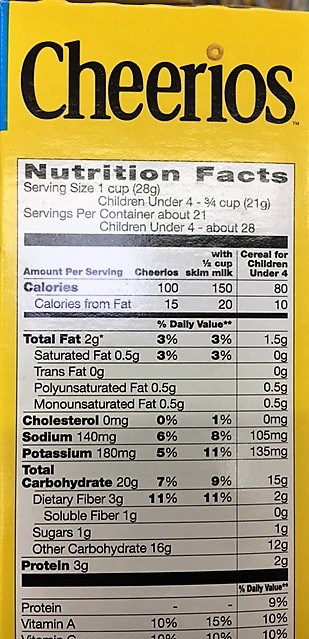 Cheerios
TM
Nutrition Facts
Serving Size 1 cup (28g)
Children Under 4 - ¾ cup (21g)
Servings Per Container about 21
Children Under 4 - about 28
Amount Per Serving Cheerios with ½ cup skim milk Cereal for Children Under 4
Calories 100 150 80
Calories from Fat 15 20 10
% Daily Value**
Total Fat 2g* 3% 3% 1.5g
Saturated Fat 0.5g 3% 3% 0g
Trans Fat 0g 0g
Polyunsaturated Fat 0.5g 0.5g
Monounsaturated Fat 0.5g 0.5g
Cholesterol 0mg 0% 1% 0mg
Sodium 140mg 6% 8% 105mg
Potassium 180mg 5% 11% 135mg
Total
Carbohydrate 20g 7% 9% 15g
Dietary Fiber 3g 11% 11% 2g
Soluble Fiber 1g 0g
Sugars 1g 1g
Other Carbohydrate 16g 12g
Protein 3g 2g
% Daily Value**
Protein - - 9%
Vitamin A 10% 15% 10%
Vitamin C 10% 10% 10%